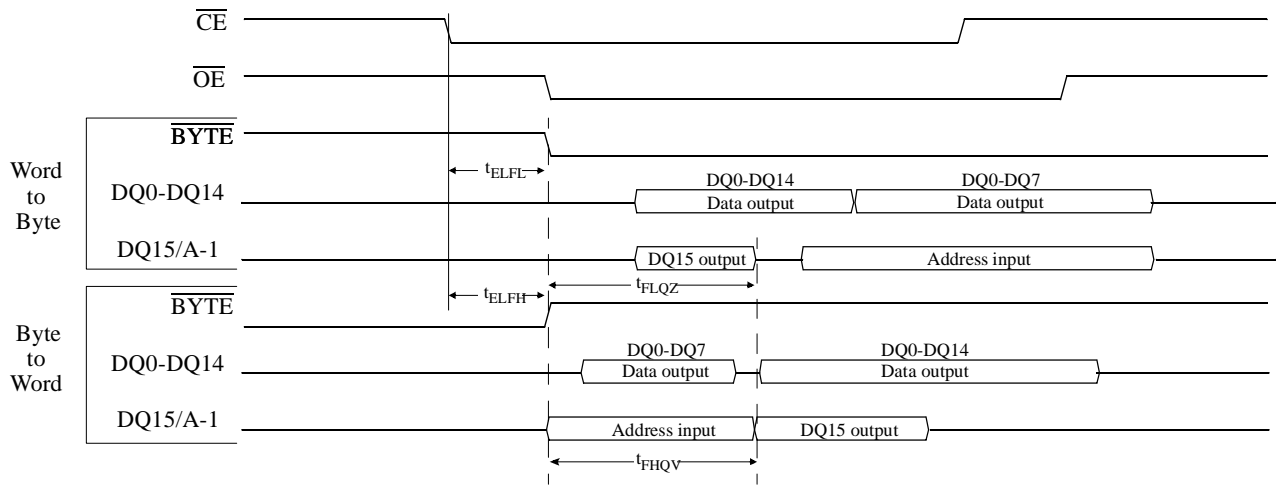 CE
OE
Word
to
Byte
BYTE
tELFL
DQ0-DQ14
DQ0-DQ14
Data output
DQ0-DQ7
Data output
DQ15/A-1
DQ15 output
Address input
tELFH
tFLQZ
Byte
to
Word
BYTE
DQ0-DQ14
DQ0-DQ7
Data output
DQ0-DQ14
Data output
DQ15/A-1
Address input
DQ15 output
tFHQV